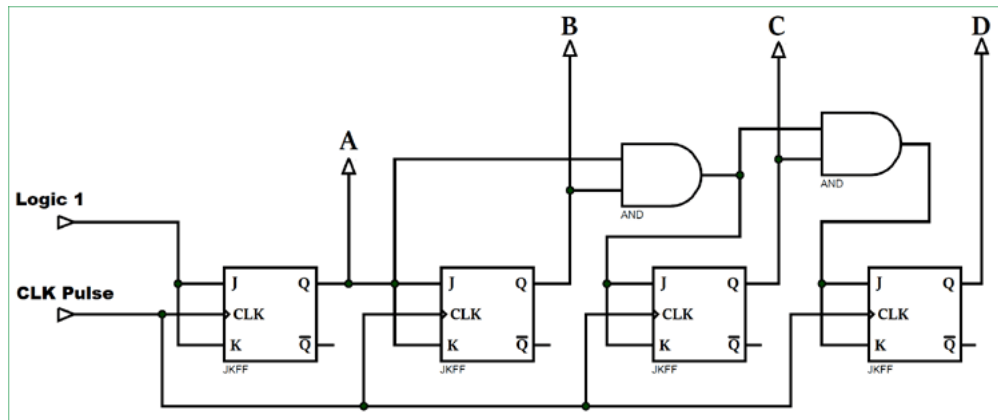 B
C
D
A
AND
AND
Logic 1
CLK Pulse
J Q
CLK
K Q̅
JKFF
J Q
CLK
K Q̅
JKFF
J Q
CLK
K Q̅
JKFF
J Q
CLK
K Q̅
JKFF